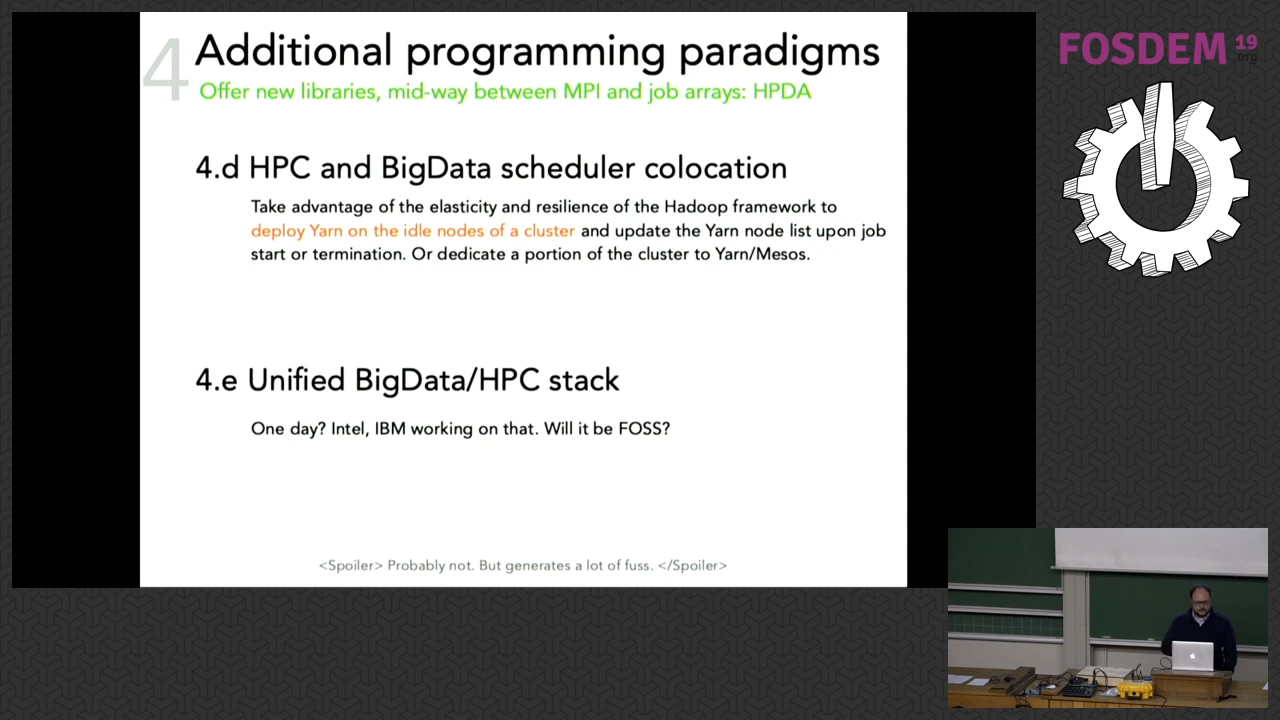 4 Additional programming paradigms
Offer new libraries, mid-way between MPI and job arrays: HPDA
4.d HPC and BigData scheduler colocation
Take advantage of the elasticity and resilience of the Hadoop framework to
deploy Yarn on the idle nodes of a cluster and update the Yarn node list upon job
start or termination. Or dedicate a portion of the cluster to Yarn/Mesos.
4.e Unified BigData/HPC stack
One day? Intel, IBM working on that. Will it be FOSS?
<Spoiler> Probably not. But generates a lot of fuss. </Spoiler>
FOSDEM 19
.org